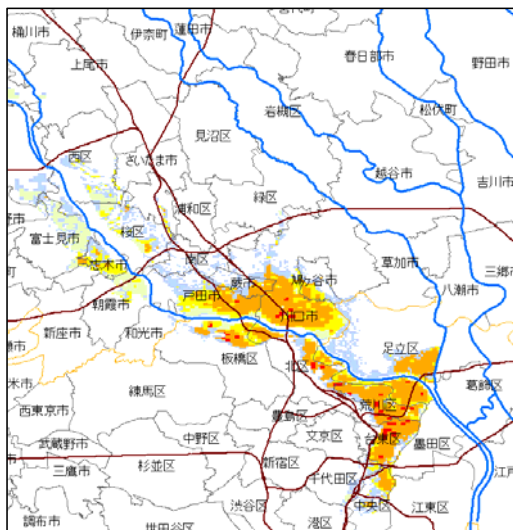 桶川市
伊奈町
蓮田市
春日部市
野田市
上尾市
岩槻区
松伏町
見沼区
西区
さいたま市
越谷市
吉川市
緑区
浦和区
桜区
富士見市
南区
草加市
三郷市
志木市
蕨市
鳩ヶ谷市
戸田市
八潮市
朝霞市
川口市
新座市
和光市
足立区
板橋区
北区
葛飾区
練馬区
西東京市
荒川区
豊島区
文京区
台東区
墨田区
武蔵野市
中野区
三鷹市
杉並区
新宿区
千代田区
渋谷区
中央区
江東区
調布市
世田谷区
港区